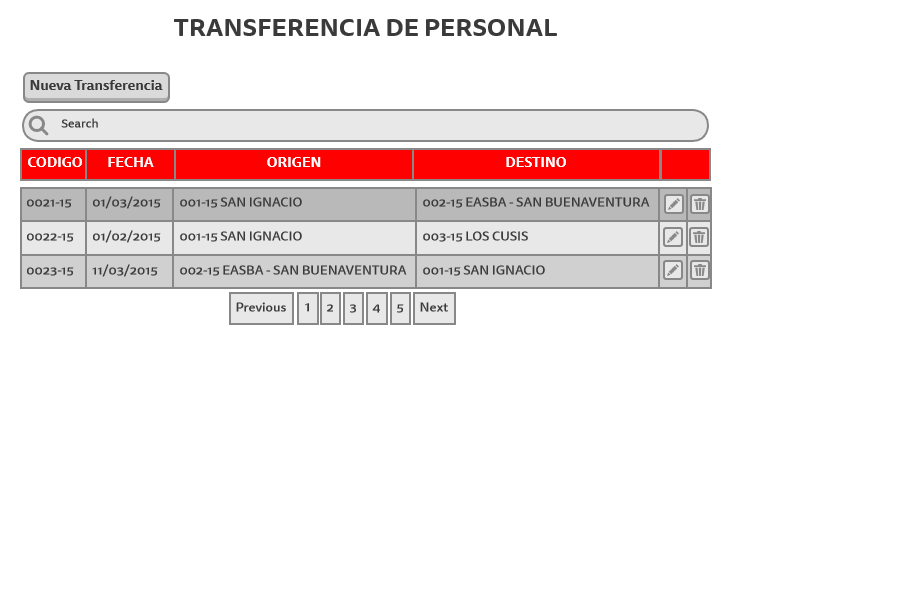 TRANSFERENCIA DE PERSONAL
Nueva Transferencia
Search
CODIGO FECHA ORIGEN DESTINO
0021-15 01/03/2015 001-15 SAN IGNACIO 002-15 EASBA - SAN BUENAVENTURA
0022-15 01/02/2015 001-15 SAN IGNACIO 003-15 LOS CUSIS
0023-15 11/03/2015 002-15 EASBA - SAN BUENAVENTURA 001-15 SAN IGNACIO
Previous 1 2 3 4 5 Next